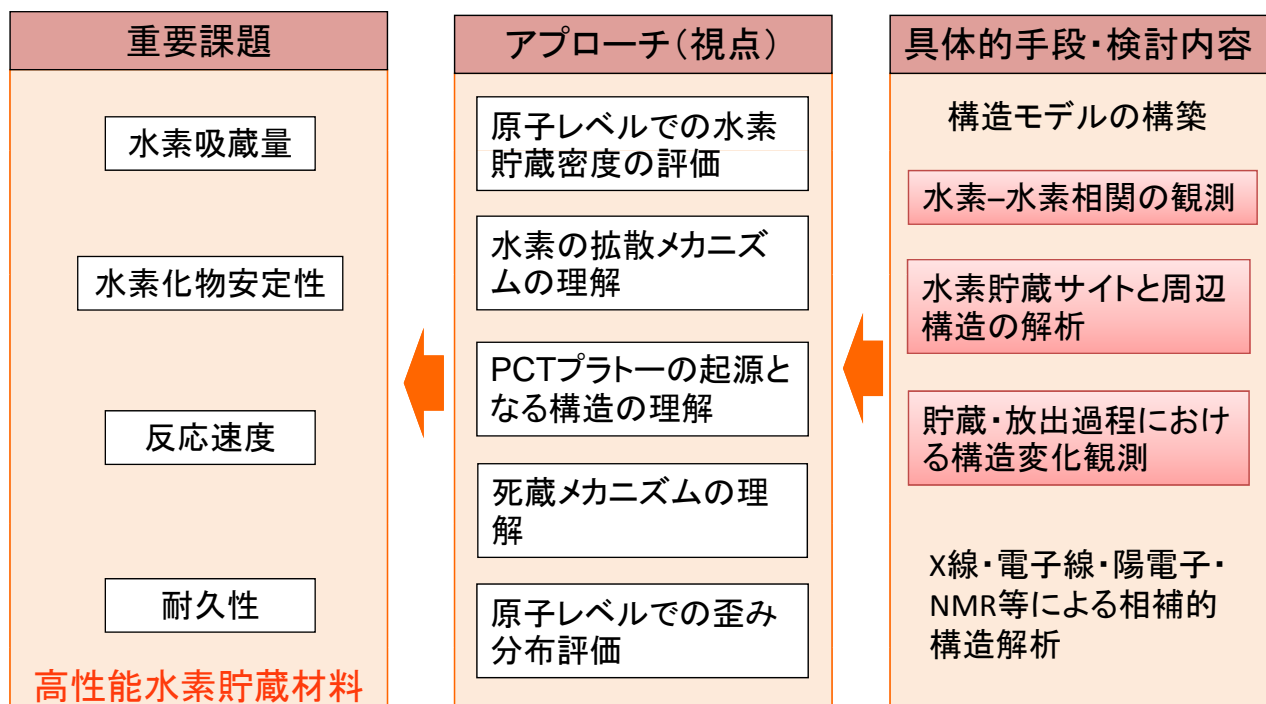 重要課題
水素吸蔵量
水素化物安定性
反応速度
耐久性
高性能水素貯蔵材料
アプローチ（視点）
原子レベルでの水素
貯蔵密度の評価
水素の拡散メカニズ
ムの理解
PCTプラトーの起源と
なる構造の理解
死蔵メカニズムの理
解
原子レベルでの歪み
分布評価
具体的手段・検討内容
構造モデルの構築
水素–水素相関の観測
水素貯蔵サイトと周辺
構造の解析
貯蔵・放出過程におけ
る構造変化観測
X線・電子線・陽電子・
NMR等による相補的
構造解析